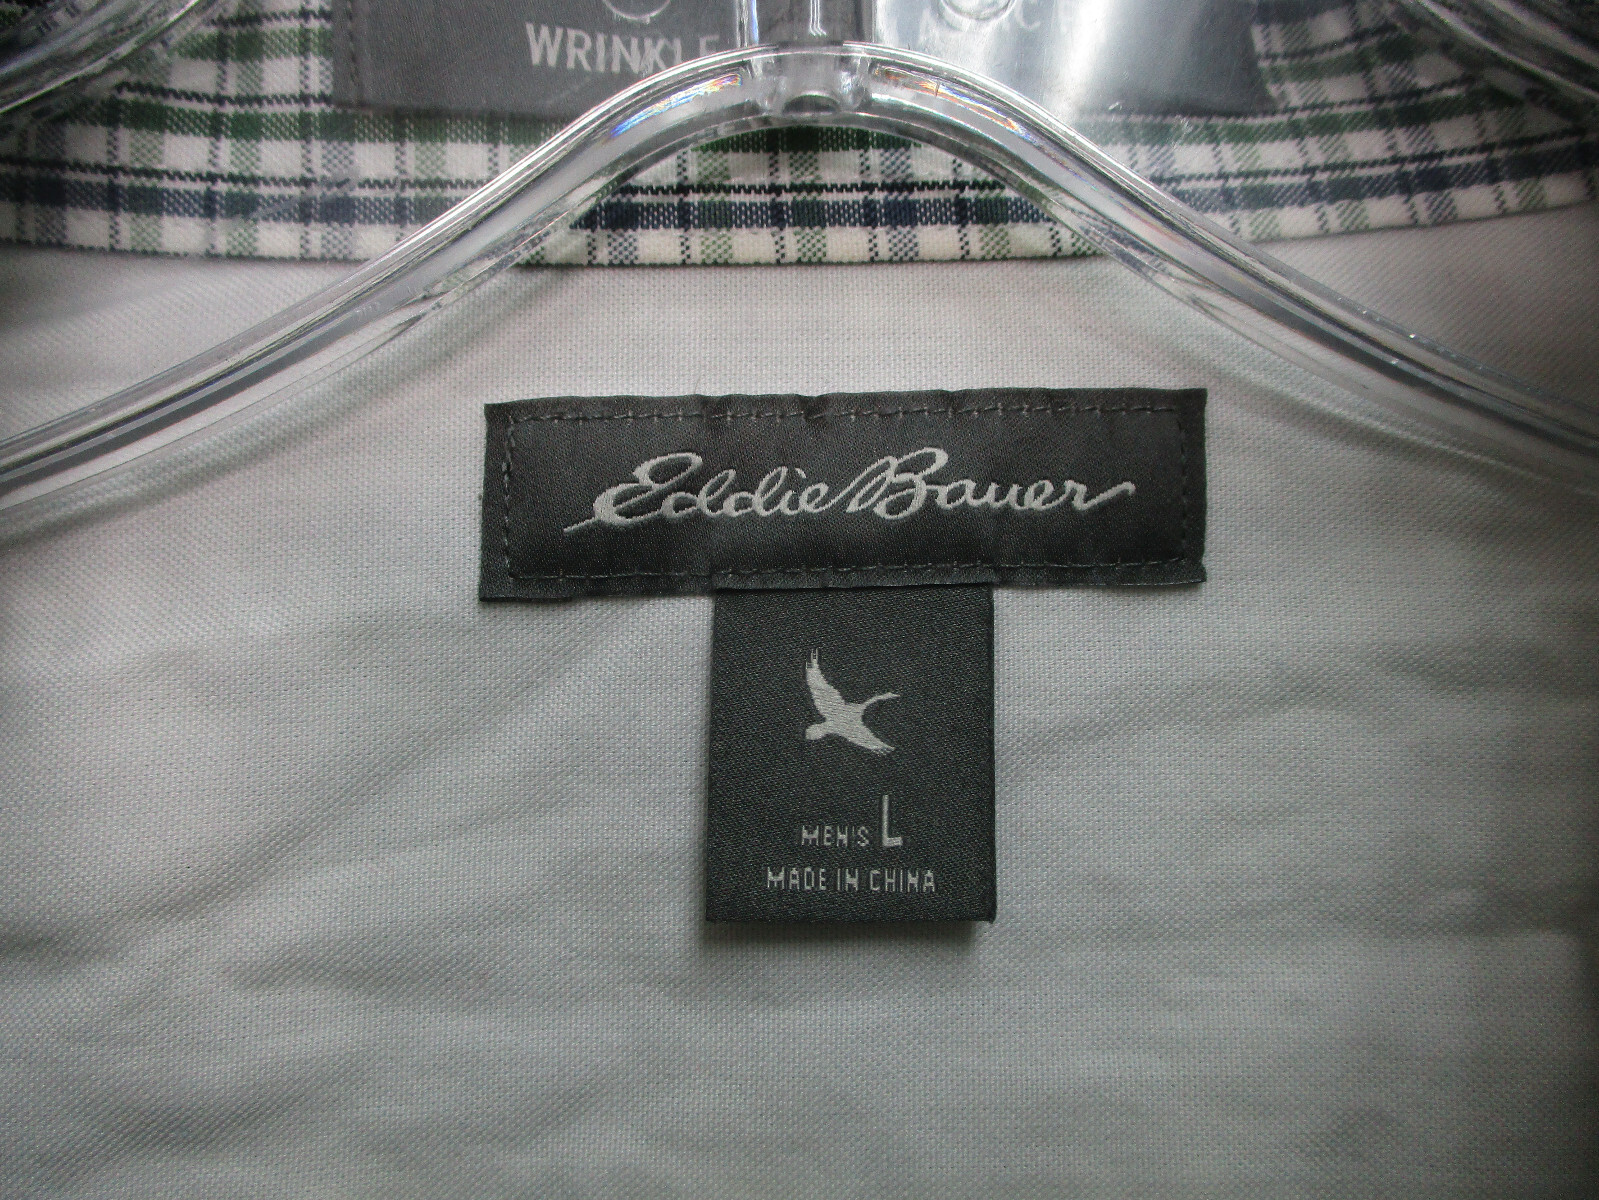 WRINKLE
Eddie Bauer
MEN'S L
MADE IN CHINA